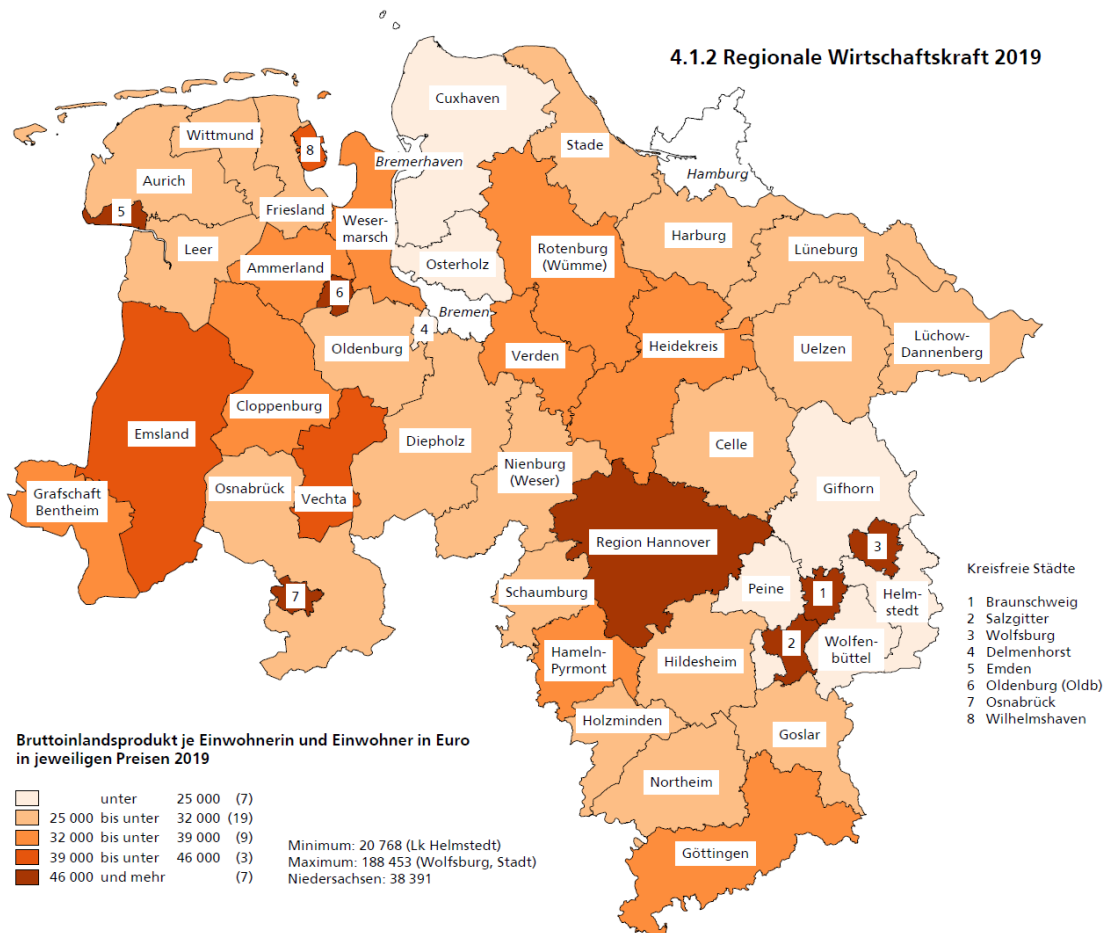 4.1.2 Regionale Wirtschaftskraft 2019
Cuxhaven
Wittmund
Stade
8
Bremerhaven
Hamburg
Aurich
5
Friesland
Weser-
marsch
Harburg
Lüneburg
Leer
Rotenburg
(Wümme)
Ammerland
Osterholz
6
Bremen
4
Oldenburg
Verden
Heidekreis
Uelzen
Lüchow-
Dannenberg
Cloppenburg
Emsland
Diepholz
Celle
Nienburg
(Weser)
Grafschaft
Bentheim
Osnabrück
Vechta
Gifhorn
Region Hannover
3
7
Schaumburg
Peine
1
Helm-
stedt
2
Wolfen-
büttel
Hameln-
Pyrmont
Hildesheim
Holzminden
Goslar
Northeim
Göttingen
Kreisfreie Städte
1 Braunschweig
2 Salzgitter
3 Wolfsburg
4 Delmenhorst
5 Emden
6 Oldenburg (Oldb)
7 Osnabrück
8 Wilhelmshaven
Bruttoinlandsprodukt je Einwohnerin und Einwohner in Euro
in jeweiligen Preisen 2019
unter 25 000 (7)
25 000 bis unter 32 000 (19)
32 000 bis unter 39 000 (9)
39 000 bis unter 46 000 (3)
46 000 und mehr (7)
Minimum: 20 768 (Lk Helmstedt)
Maximum: 188 453 (Wolfsburg, Stadt)
Niedersachsen: 38 391